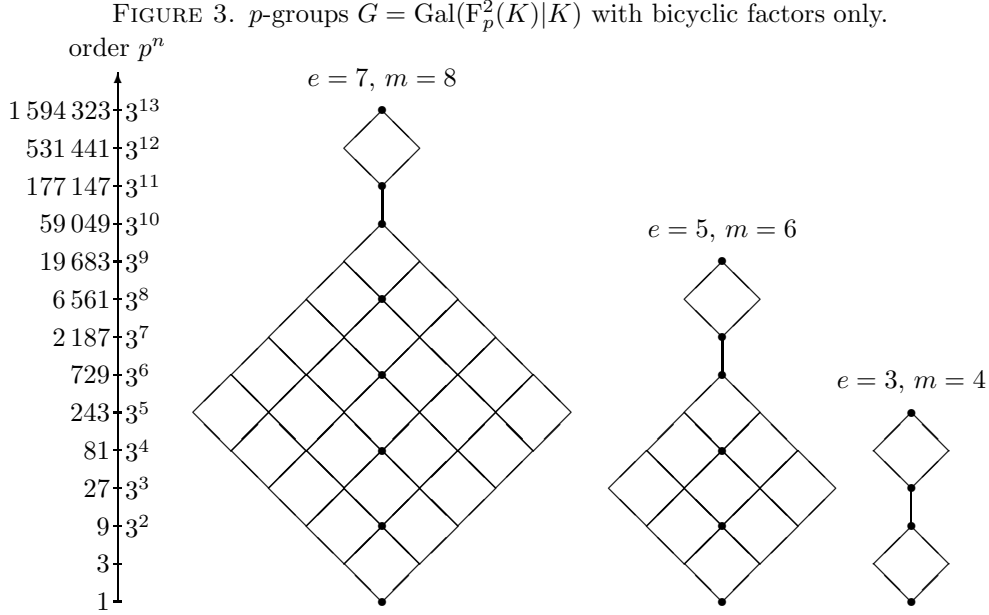 FIGURE 3. p-groups G = Gal(F²ₚ(K)|K) with bicyclic factors only.
order pⁿ
e = 7, m = 8
1 594 323 3¹³
531 441 3¹²
177 147 3¹¹
59 049 3¹⁰
e = 5, m = 6
19 683 3⁹
6 561 3⁸
2 187 3⁷
729 3⁶
e = 3, m = 4
243 3⁵
81 3⁴
27 3³
9 3²
3
1